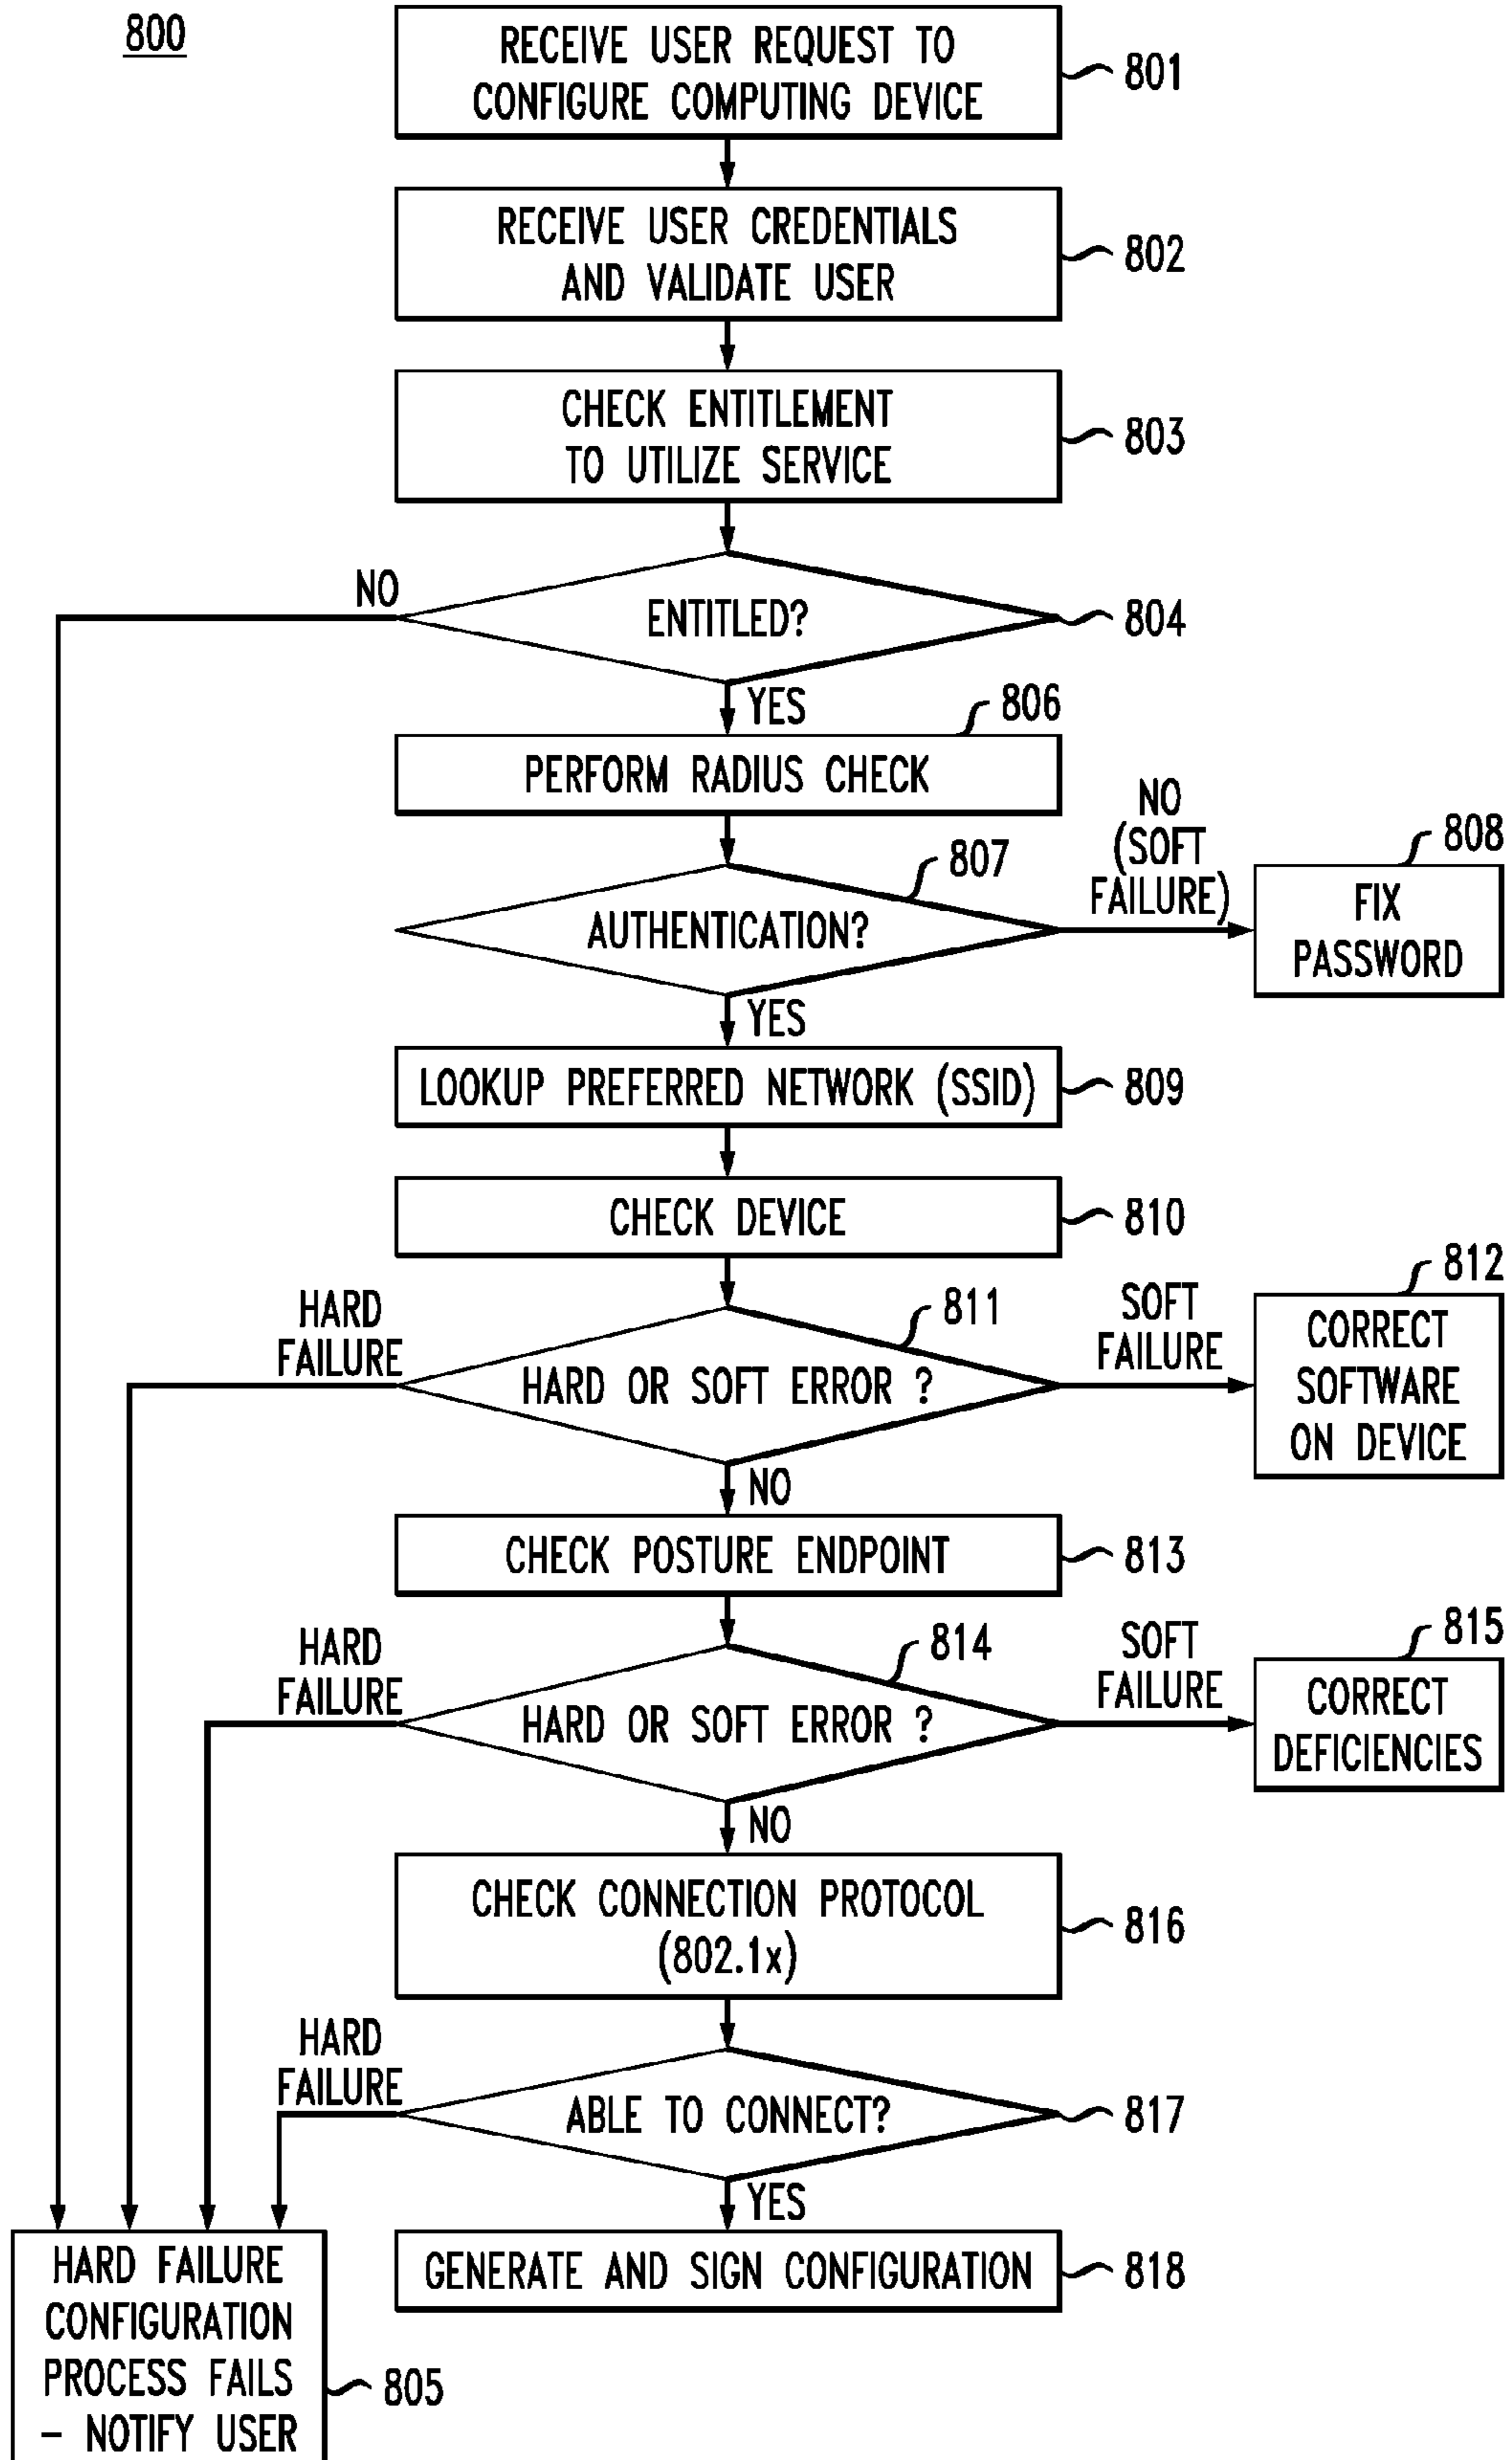 800
RECEIVE USER REQUEST TO
CONFIGURE COMPUTING DEVICE
801
RECEIVE USER CREDENTIALS
AND VALIDATE USER
802
CHECK ENTITLEMENT
TO UTILIZE SERVICE
803
NO
ENTITLED?
804
YES
806
PERFORM RADIUS CHECK
807
AUTHENTICATION?
NO
(SOFT
FAILURE)
808
FIX
PASSWORD
YES
LOOKUP PREFERRED NETWORK (SSID)
809
CHECK DEVICE
810
HARD
FAILURE
811
HARD OR SOFT ERROR ?
SOFT
FAILURE
812
CORRECT
SOFTWARE
ON DEVICE
NO
CHECK POSTURE ENDPOINT
813
HARD
FAILURE
814
HARD OR SOFT ERROR ?
SOFT
FAILURE
815
CORRECT
DEFICIENCIES
NO
CHECK CONNECTION PROTOCOL
(802.1x)
816
HARD
FAILURE
ABLE TO CONNECT?
817
YES
GENERATE AND SIGN CONFIGURATION
818
HARD FAILURE
CONFIGURATION
PROCESS FAILS
– NOTIFY USER
805